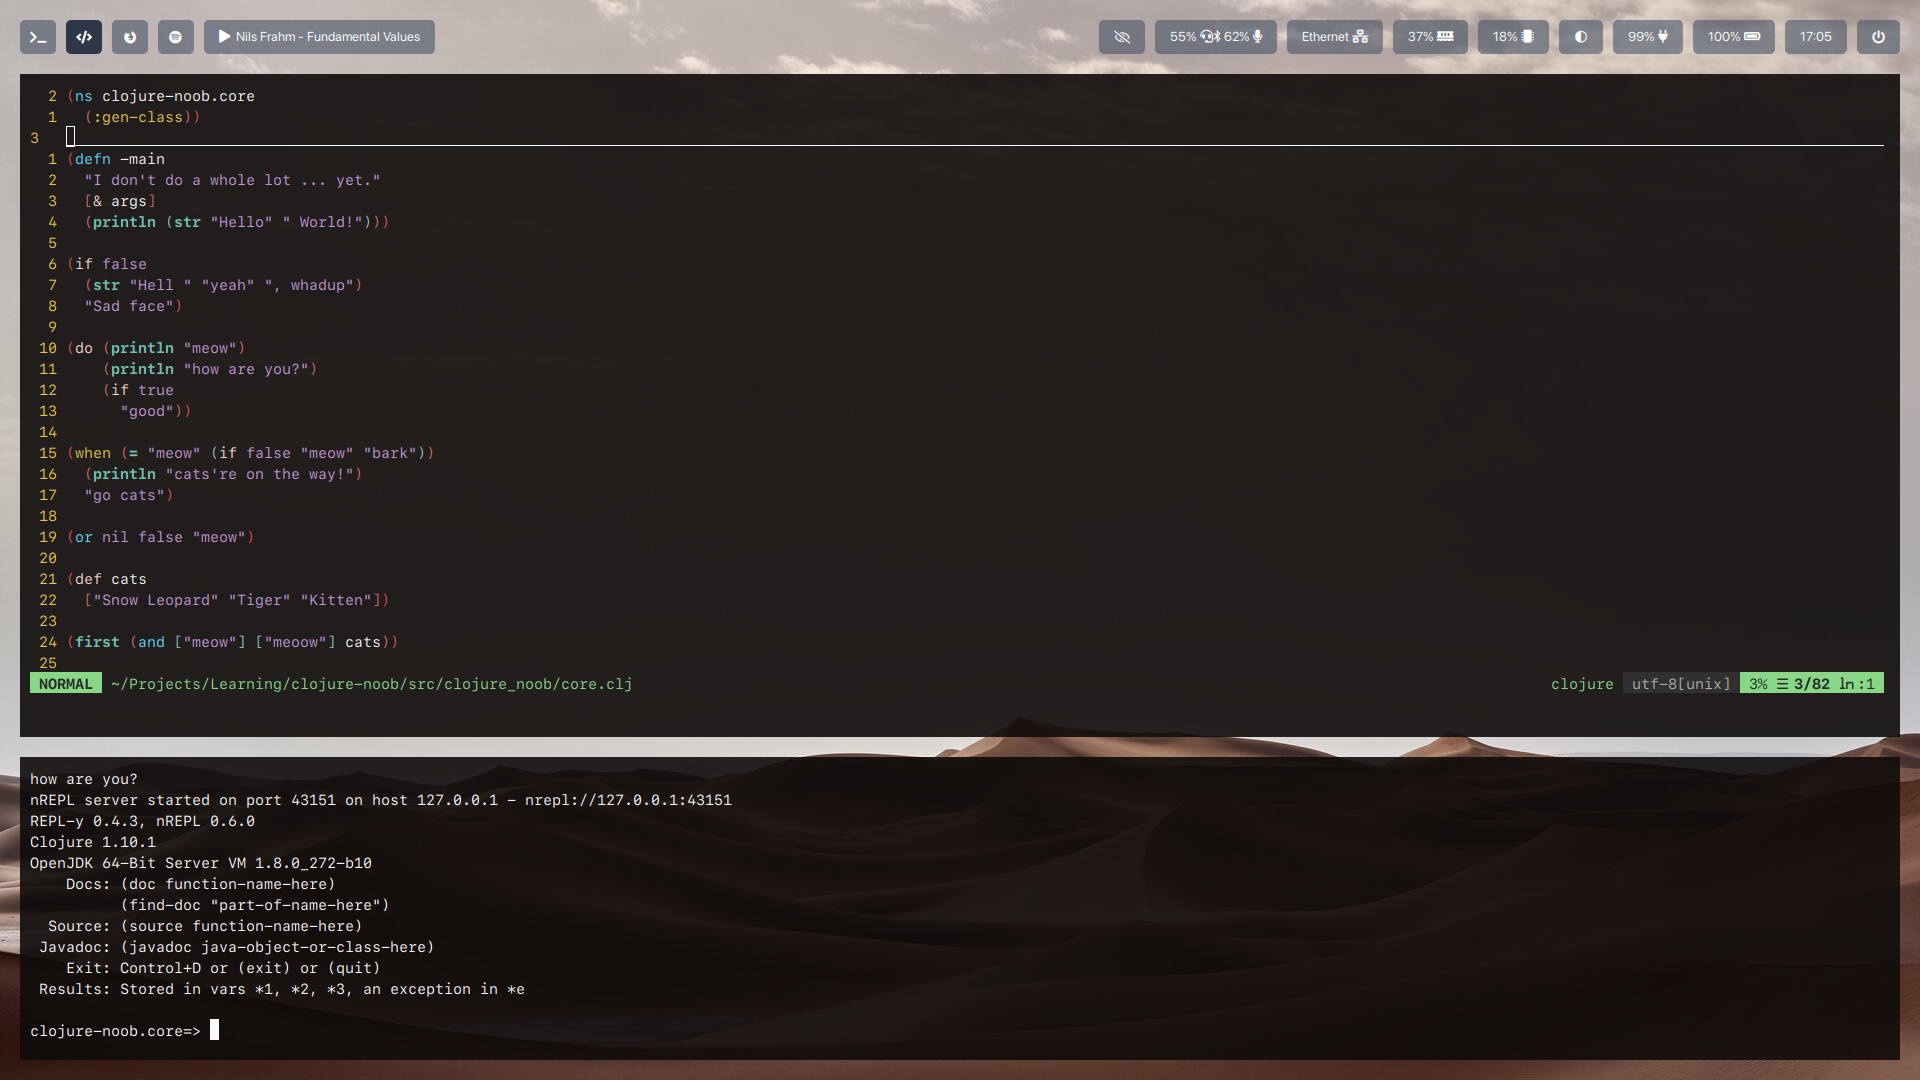 Nils Frahm - Fundamental Values
55% 62% Ethernet 37% 18% 99% 100% 17:05
2 (ns clojure-noob.core
1   (:gen-class))
3
1 (defn -main
2   "I don't do a whole lot ... yet."
3   [& args]
4   (println (str "Hello" " World!")))
5
6 (if false
7   (str "Hell " "yeah" ", whadup")
8   "Sad face")
9
10 (do (println "meow")
11     (println "how are you?")
12     (if true
13       "good"))
14
15 (when (= "meow" (if false "meow" "bark"))
16   (println "cats're on the way!")
17   "go cats")
18
19 (or nil false "meow")
20
21 (def cats
22   ["Snow Leopard" "Tiger" "Kitten"])
23
24 (first (and ["meow"] ["meoow"] cats))
25
NORMAL ~/Projects/Learning/clojure-noob/src/clojure_noob/core.clj clojure utf-8[unix] 3% ☰ 3/82 ln:1
how are you?
nREPL server started on port 43151 on host 127.0.0.1 - nrepl://127.0.0.1:43151
REPL-y 0.4.3, nREPL 0.6.0
Clojure 1.10.1
OpenJDK 64-Bit Server VM 1.8.0_272-b10
    Docs: (doc function-name-here)
          (find-doc "part-of-name-here")
  Source: (source function-name-here)
 Javadoc: (javadoc java-object-or-class-here)
    Exit: Control+D or (exit) or (quit)
 Results: Stored in vars *1, *2, *3, an exception in *e
clojure-noob.core=>